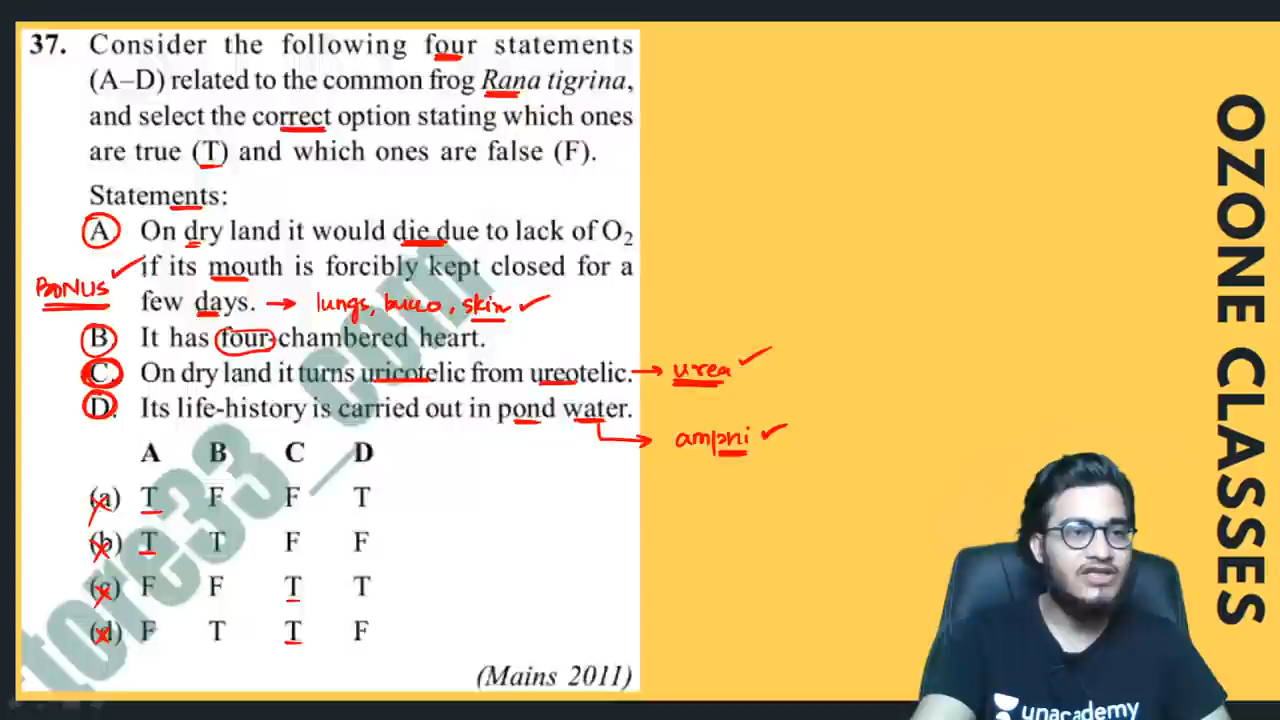 37. Consider the following four statements
(A–D) related to the common frog Rana tigrina,
and select the correct option stating which ones
are true (T) and which ones are false (F).
Statements:
A. On dry land it would die due to lack of O2
if its mouth is forcibly kept closed for a
BONUS
few days. → lungs, bucco, skin ✓
B. It has four-chambered heart.
C. On dry land it turns uricotelic from ureotelic. → urea ✓
D. Its life-history is carried out in pond water.
→ amphi ✓
A B C D
(a) T F F T
(b) T T F F
(c) F F T T
(d) F T T F
(Mains 2011)
tore33_com
OZONE CLASSES
unacademy